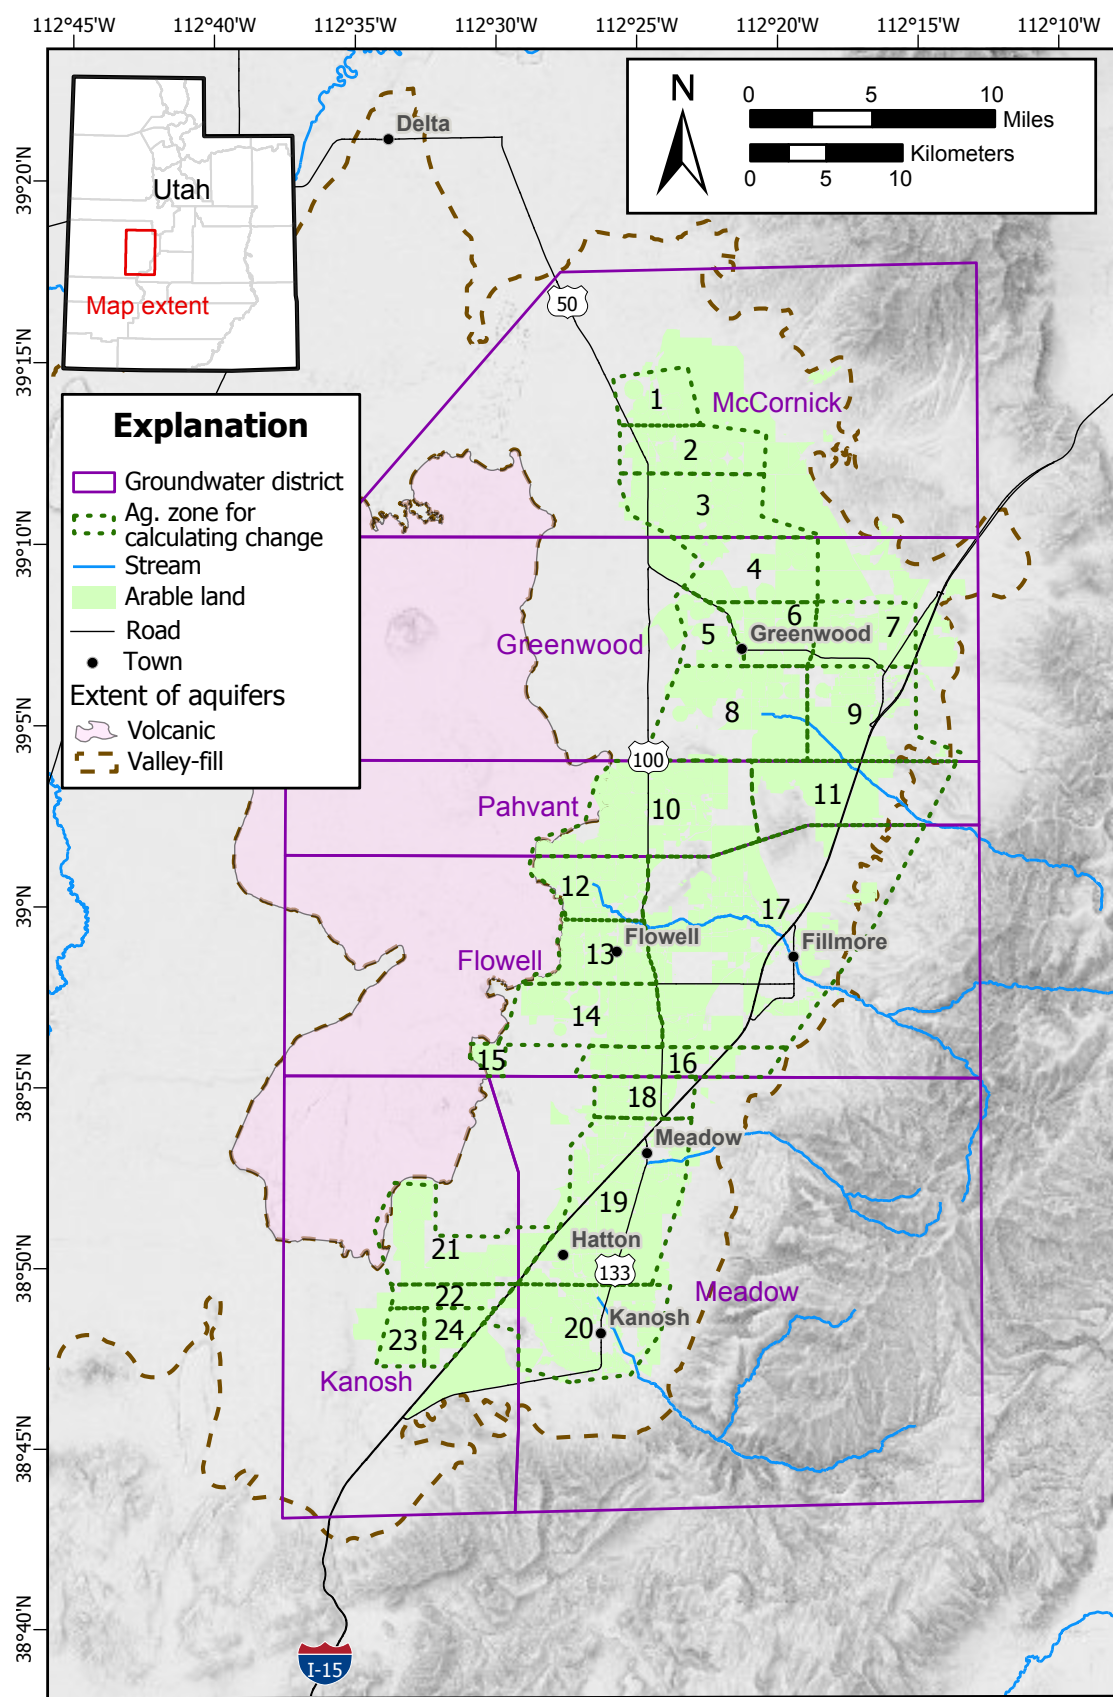 112°45'W 112°40'W 112°35'W 112°30'W 112°25'W 112°20'W 112°15'W 112°10'W
39°20'N
39°15'N
39°10'N
39°5'N
39°N
38°55'N
38°50'N
38°45'N
38°40'N
Utah
Map extent
N
0 5 10
Miles
Kilometers
0 5 10
Explanation
Groundwater district
Ag. zone for
calculating change
Stream
Arable land
Road
Town
Extent of aquifers
Volcanic
Valley-fill
Delta
50
1
McCornick
2
3
4
6
5
7
Greenwood
Greenwood
8
9
100
Pahvant
10
11
12
17
Flowell
Fillmore
Flowell
13
14
15
16
18
Meadow
19
21
Hatton
133
22
Meadow
Kanosh
20
23
24
Kanosh
I-15